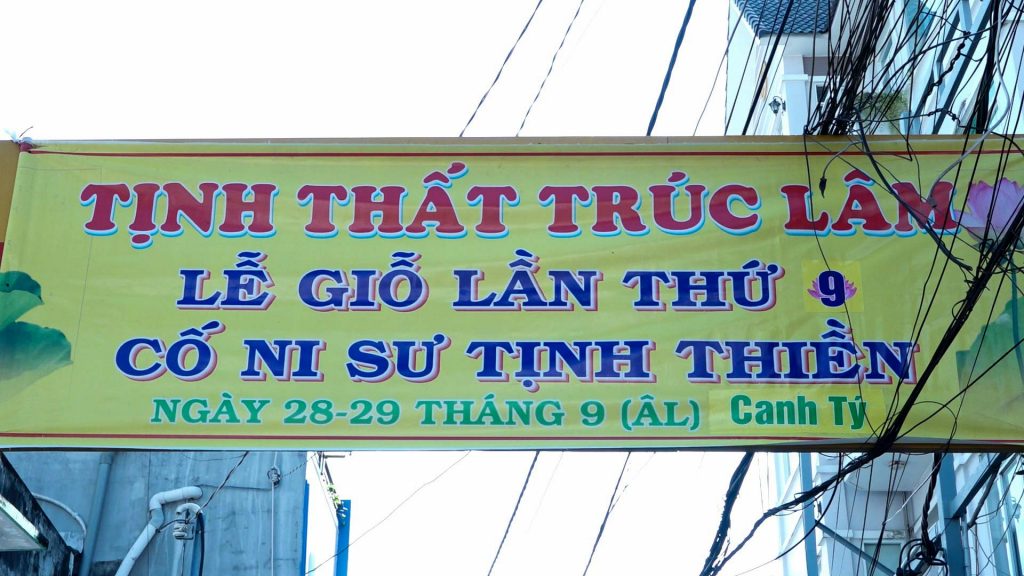 TỊNH THẤT TRÚC LÂM
LỄ GIỖ LẦN THỨ 9
CỐ NI SƯ TỊNH THIỀN
NGÀY 28-29 THÁNG 9 (ÂL) Canh Tý